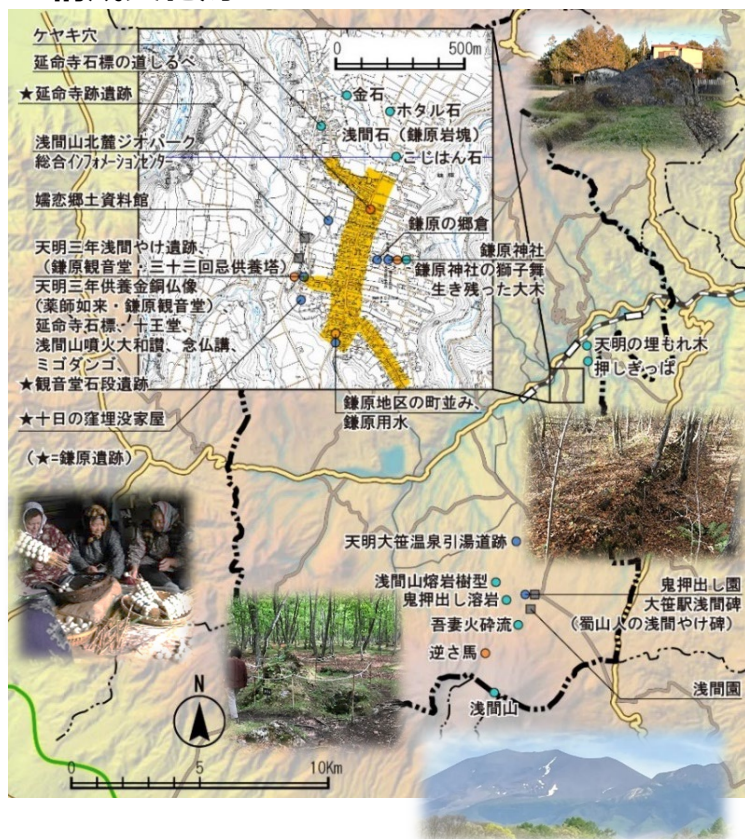 ケヤキ穴
延命寺石標の道しるべ
★延命寺跡遺跡
浅間山北麓ジオパーク
総合インフォメーションセンター
嬬恋郷土資料館
天明三年浅間やけ遺跡、
(鎌原観音堂・三十三回忌供養塔)
天明三年供養金銅仏像
(薬師如来・鎌原観音堂)
延命寺石標、十王堂、
浅間山噴火大和讃、念仏講、
ミゴダンゴ、
★観音堂石段遺跡
★十日の窪埋没家屋
(★=鎌原遺跡)
0 500m
金石
ホタル石
浅間石(鎌原岩塊)
こじはん石
鎌原の郷倉
鎌原神社
鎌原神社の獅子舞
生き残った大木
鎌原地区の町並み、
鎌原用水
天明の埋もれ木
押しぎっぱ
天明大笹温泉引湯道跡
浅間山熔岩樹型
鬼押出し溶岩
吾妻火砕流
逆さ馬
浅間山
鬼押出し園
大笹駅浅間碑
(蜀山人の浅間やけ碑)
浅間園
N
0 5 10Km